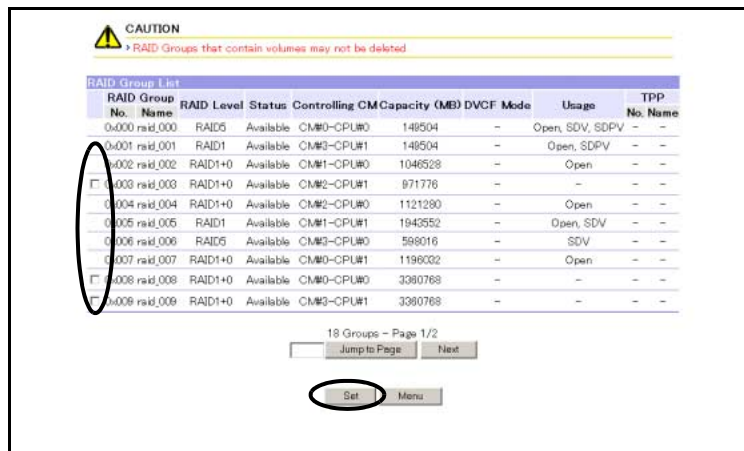 CAUTION
RAID Groups that contain volumes may not be deleted
RAID Group List
RAID Group RAID Level Status Controlling CM Capacity (MB) DVCF Mode Usage TPP
No. Name No. Name
0x000 raid_000 RAID5 Available CM#0-CPU#0 149504 - Open, SDV, SDPV - -
0x001 raid_001 RAID1 Available CM#3-CPU#1 149504 - Open, SDPV - -
0x002 raid_002 RAID1+0 Available CM#1-CPU#0 1046528 - Open - -
0x003 raid_003 RAID1+0 Available CM#2-CPU#1 971776 - - - -
0x004 raid_004 RAID1+0 Available CM#2-CPU#0 1121280 - Open - -
0x005 raid_005 RAID1 Available CM#1-CPU#1 1943552 - Open, SDV - -
0x006 raid_006 RAID5 Available CM#3-CPU#0 598016 - SDV - -
0x007 raid_007 RAID1+0 Available CM#0-CPU#1 1196032 - Open - -
0x008 raid_008 RAID1+0 Available CM#0-CPU#0 3360768 - - - -
0x009 raid_009 RAID1+0 Available CM#3-CPU#1 3360768 - - - -
18 Groups - Page 1/2
Jump to Page Next
Set Menu